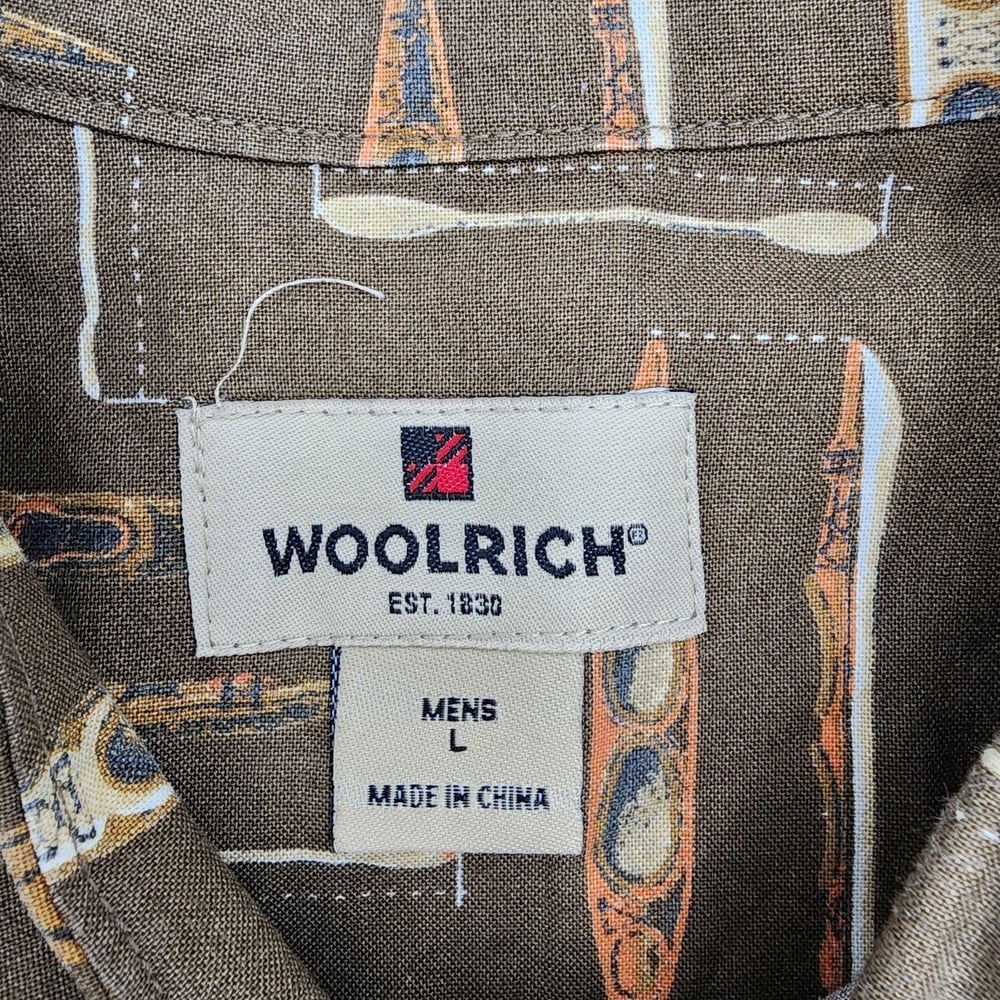 WOOLRICH®
EST. 1830
MENS
L
MADE IN CHINA